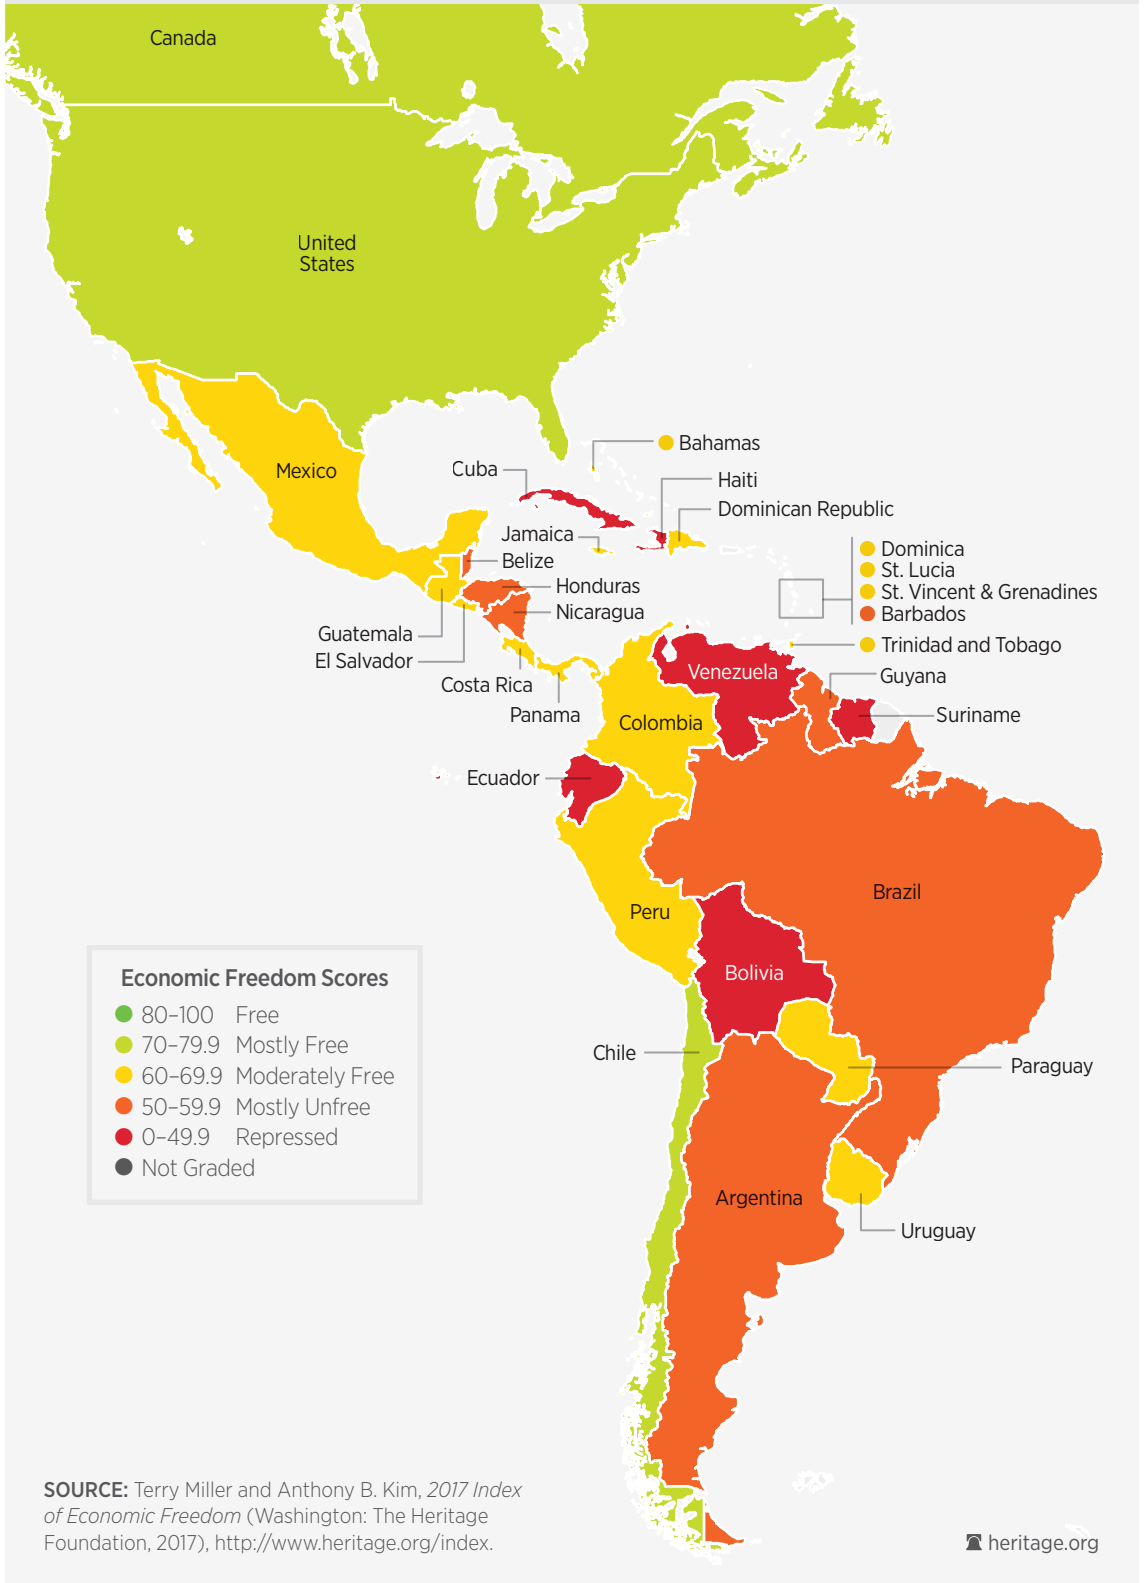 Canada
United
States
Mexico
Bahamas
Cuba
Haiti
Dominican Republic
Jamaica
Belize
Dominica
St. Lucia
St. Vincent & Grenadines
Barbados
Honduras
Nicaragua
Guatemala
El Salvador
Trinidad and Tobago
Costa Rica
Panama
Venezuela
Guyana
Suriname
Colombia
Ecuador
Brazil
Peru
Bolivia
Chile
Paraguay
Argentina
Uruguay
Economic Freedom Scores
80–100 Free
70–79.9 Mostly Free
60–69.9 Moderately Free
50–59.9 Mostly Unfree
0–49.9 Repressed
Not Graded
SOURCE: Terry Miller and Anthony B. Kim, 2017 Index
of Economic Freedom (Washington: The Heritage
Foundation, 2017), http://www.heritage.org/index.
heritage.org